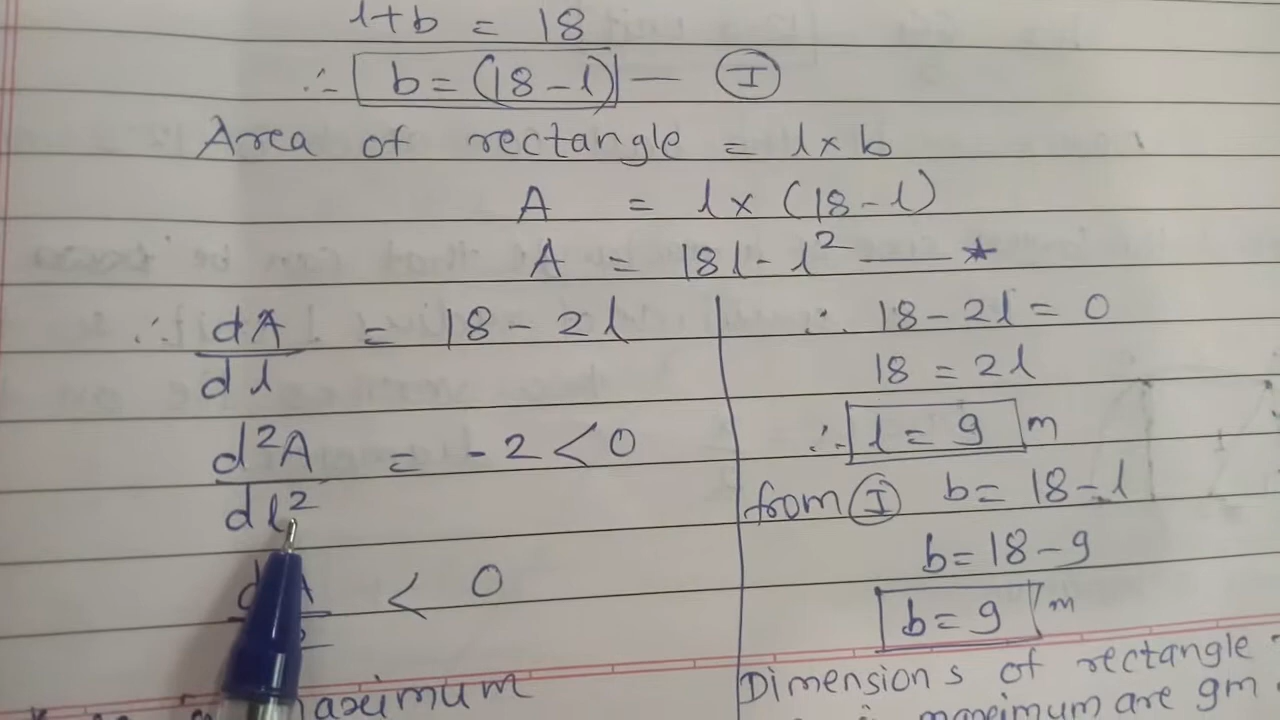 l+b = 18
∴ b = (18-l) — I
Area of rectangle = l×b
A = l×(18-l)
A = 18l - l² — *
∴ dA/dl = 18-2l
d²A/dl² = -2 < 0
< 0
maximum
∴ 18-2l = 0
18 = 2l
∴ l = 9 m
from I b = 18-l
b = 18-9
b = 9 m
Dimensions of rectangle
maximum are 9m